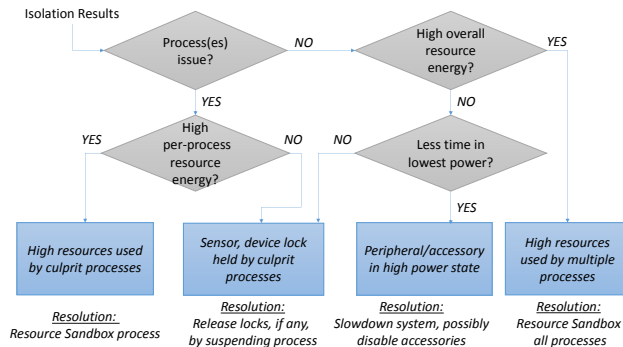 Isolation Results
Process(es)
issue?
NO
High overall
resource
energy?
YES
YES
NO
High
per-process
resource
energy?
YES
NO
Less time in
lowest power?
NO
YES
High resources used
by culprit processes
Sensor, device lock
held by culprit
processes
Peripheral/accessory
in high power state
High resources
used by multiple
processes
Resolution:
Resource Sandbox process
Resolution:
Release locks, if any,
by suspending process
Resolution:
Slowdown system, possibly
disable accessories
Resolution:
Resource Sandbox
all processes